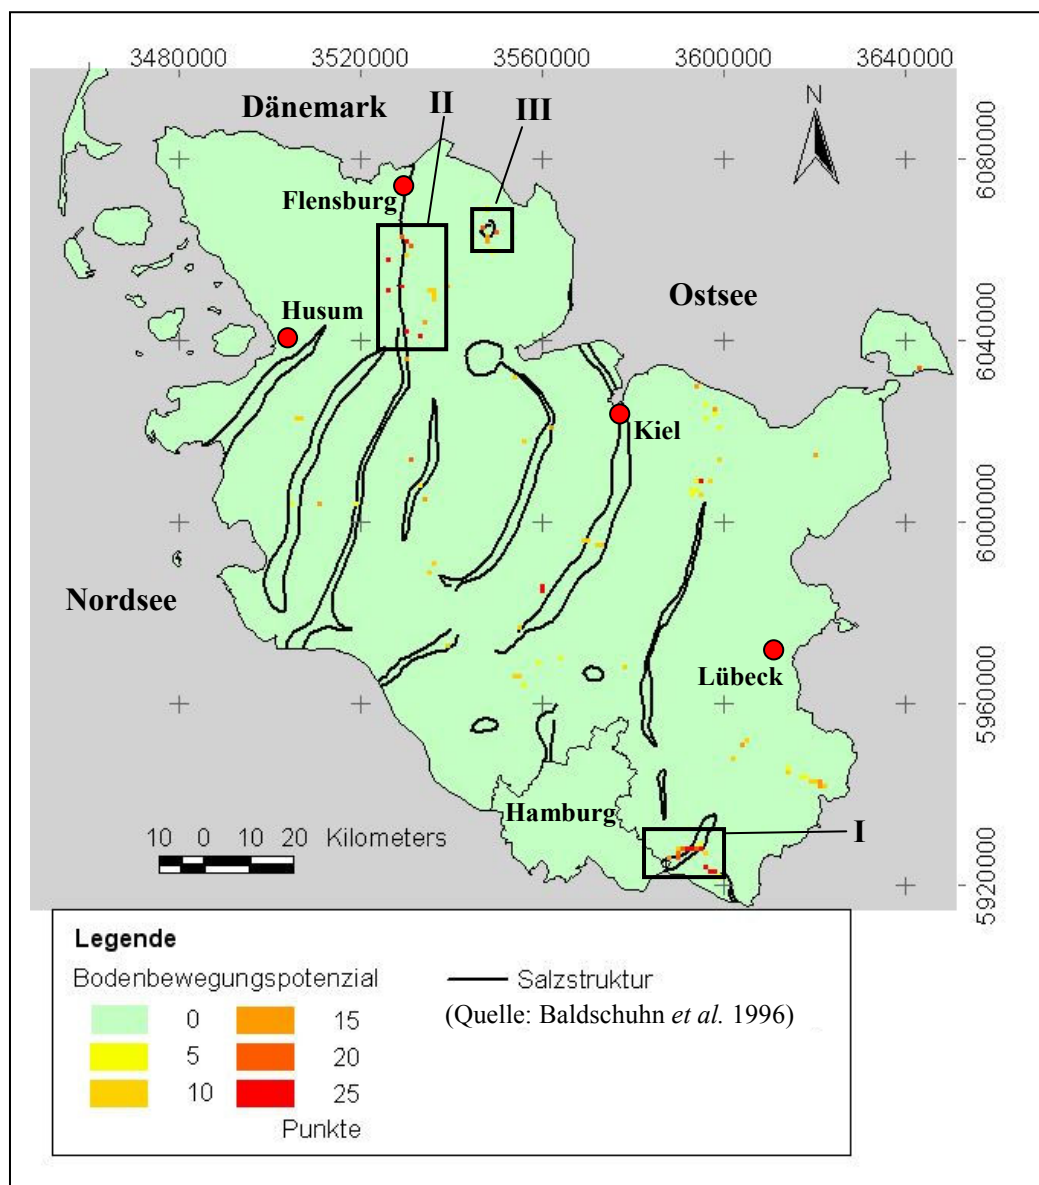 3480000 3520000 3560000 3600000 3640000
Dänemark
II
III
N
6080000
Flensburg
Ostsee
Husum
6040000
Kiel
6000000
Nordsee
Lübeck
5960000
Hamburg
10 0 10 20 Kilometers
I
5920000
Legende
Bodenbewegungspotenzial
Salzstruktur
(Quelle: Baldschuhn et al. 1996)
0 15
5 20
10 25
Punkte